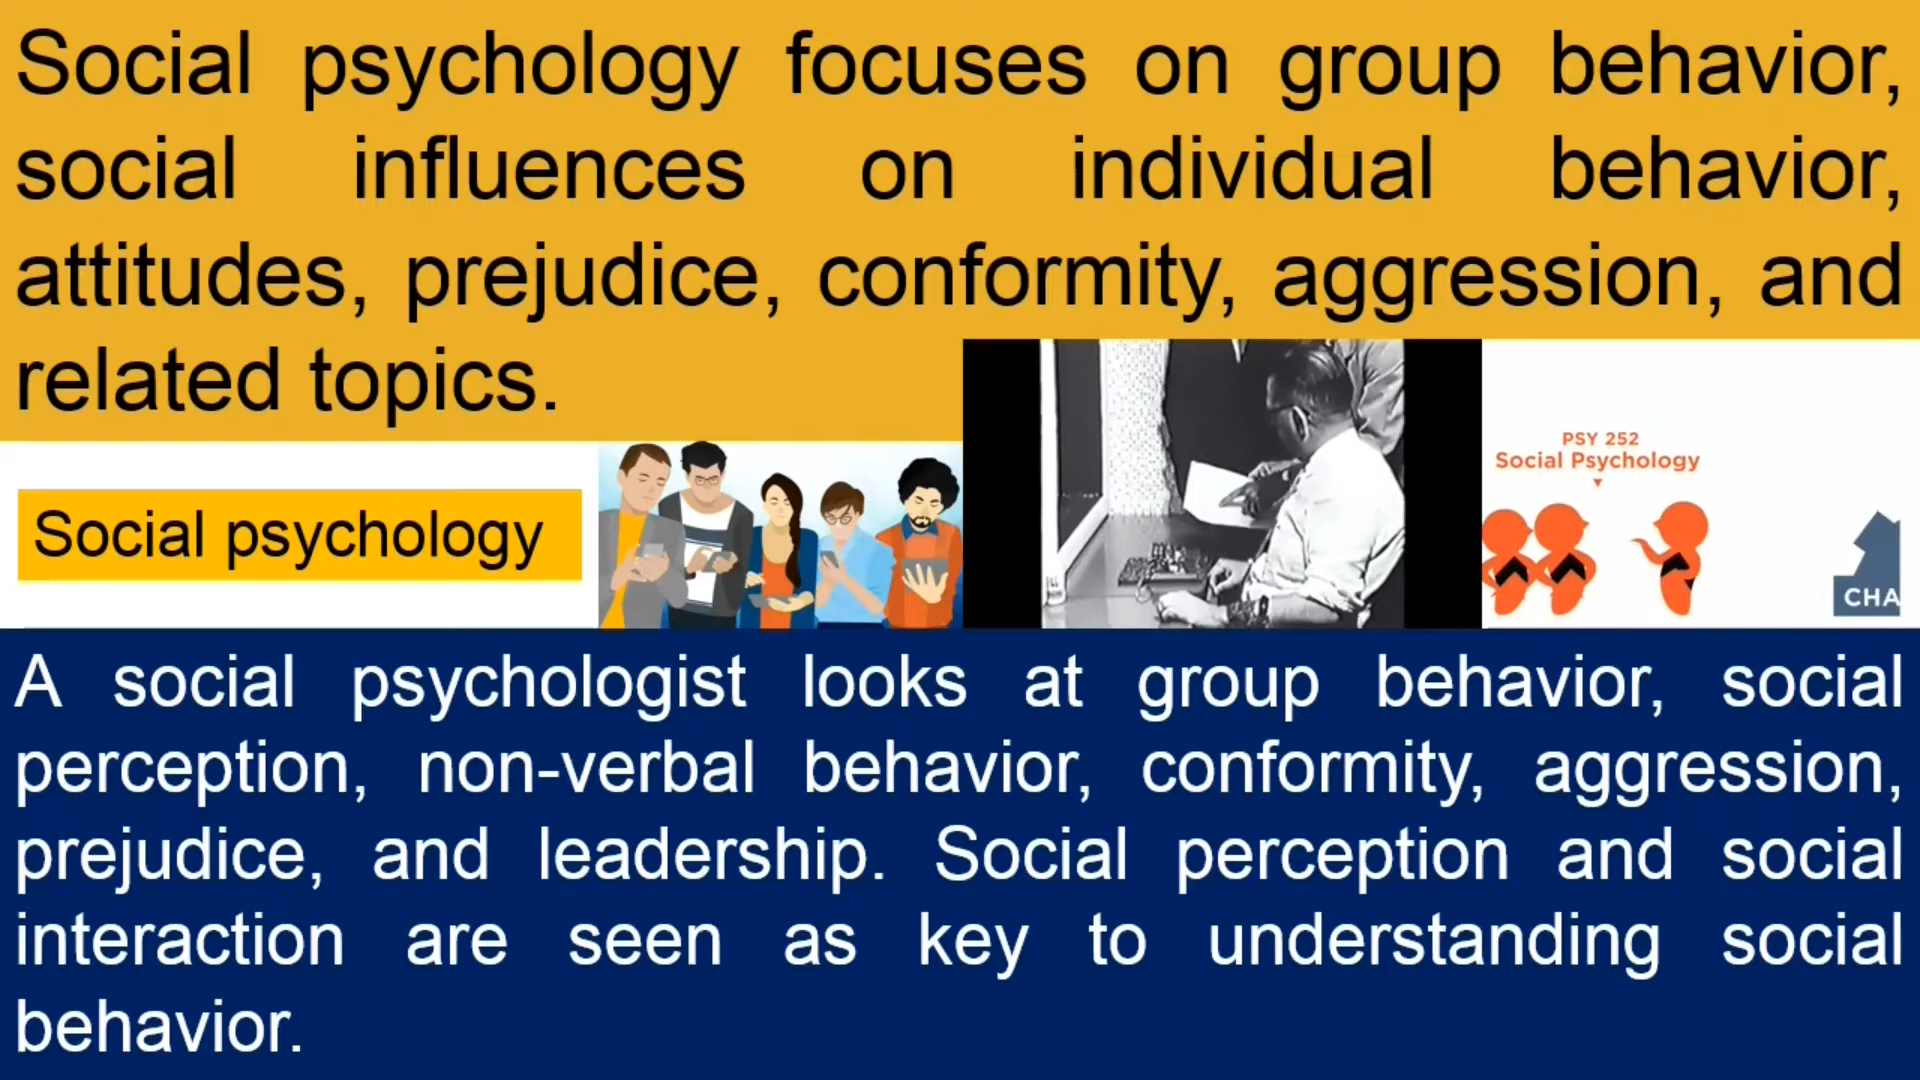 Social psychology focuses on group behavior,
social influences on individual behavior,
attitudes, prejudice, conformity, aggression, and
related topics.
Social psychology
PSY 252
Social Psychology
CHA
A social psychologist looks at group behavior, social
perception, non-verbal behavior, conformity, aggression,
prejudice, and leadership. Social perception and social
interaction are seen as key to understanding social
behavior.